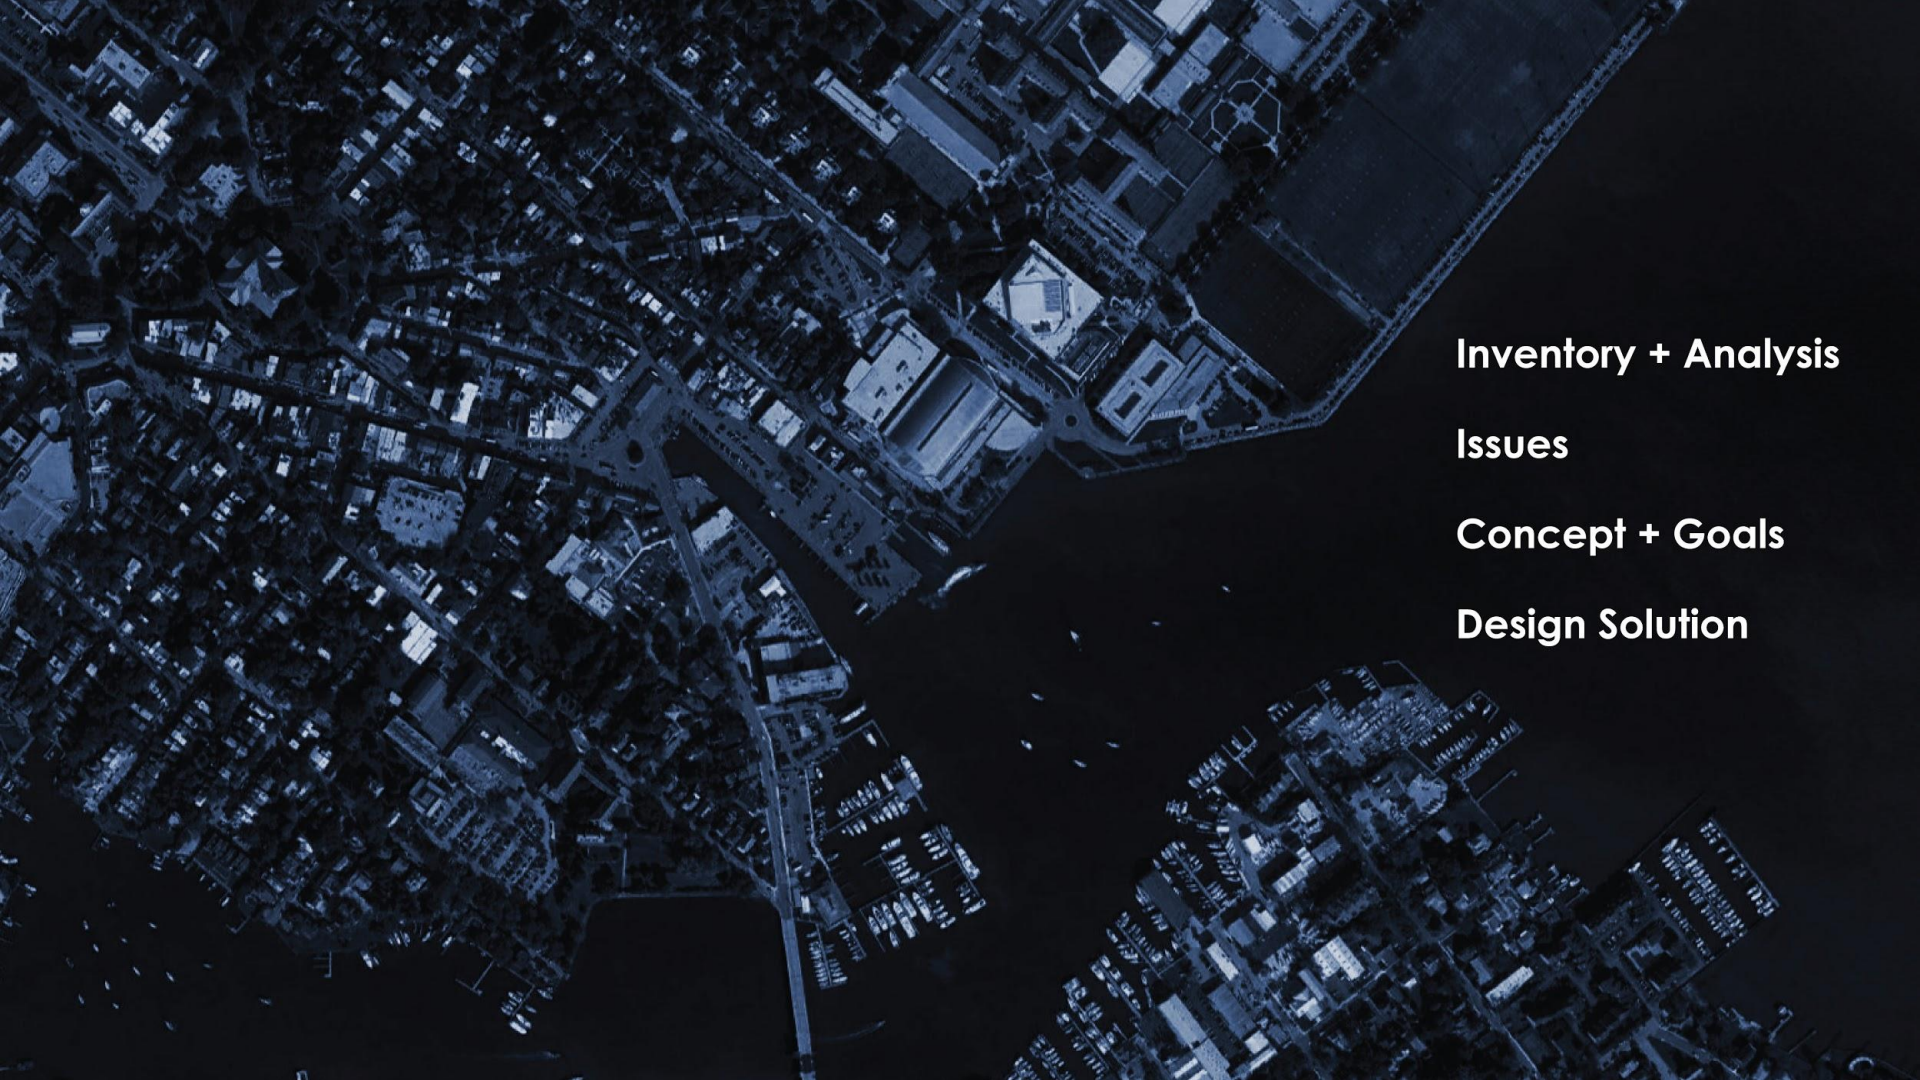 Inventory + Analysis
Issues
Concept + Goals
Design Solution